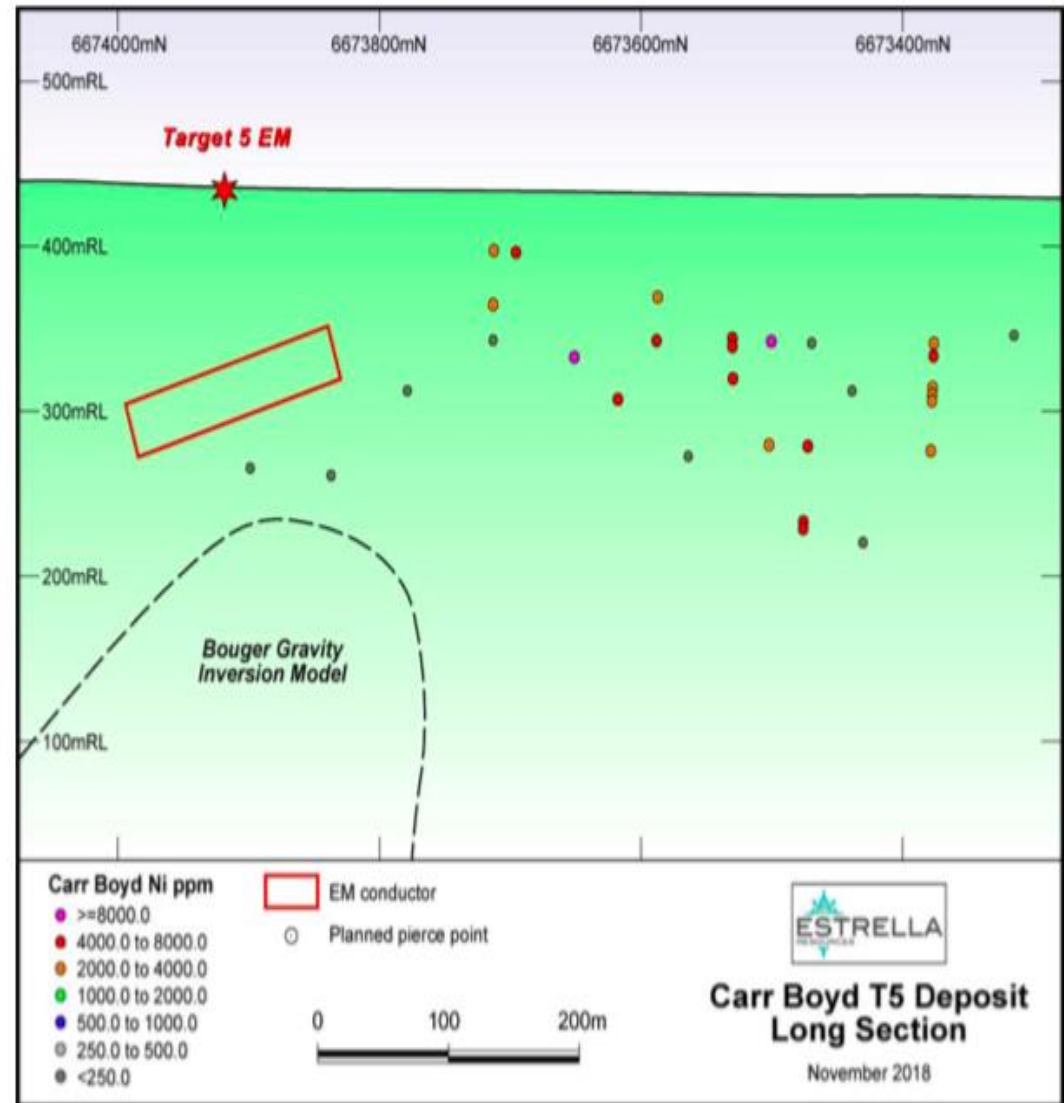 6674000mN 6673800mN 6673600mN 6673400mN
500mRL
Target 5 EM
400mRL
300mRL
200mRL
Bouger Gravity
Inversion Model
100mRL
Carr Boyd Ni ppm
>=8000.0
4000.0 to 8000.0
2000.0 to 4000.0
1000.0 to 2000.0
500.0 to 1000.0
250.0 to 500.0
<250.0
EM conductor
Planned pierce point
0 100 200m
ESTRELLA
RESOURCES
Carr Boyd T5 Deposit
Long Section
November 2018